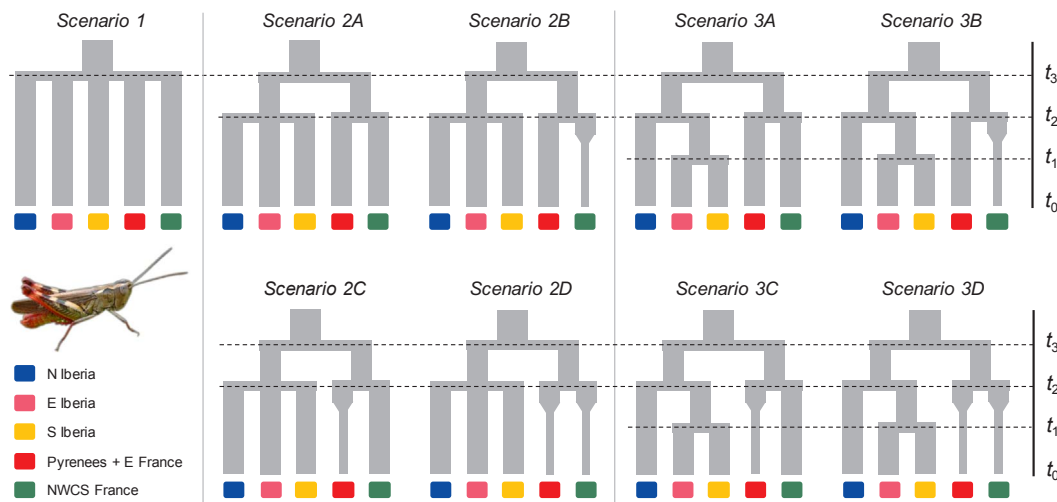 Scenario 1
Scenario 2A
Scenario 2B
Scenario 3A
Scenario 3B
t3
t2
t1
t0
Scenario 2C
Scenario 2D
Scenario 3C
Scenario 3D
t3
t2
t1
t0
N Iberia
E Iberia
S Iberia
Pyrenees + E France
NWCS France